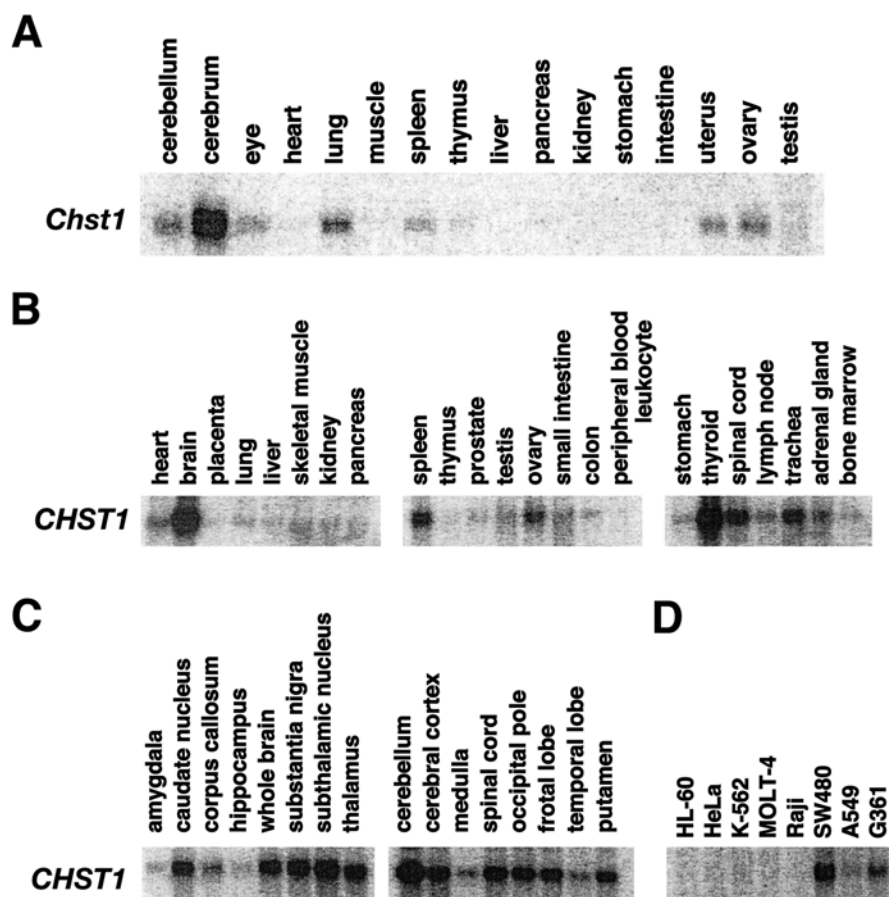 A
cerebellum
cerebrum
eye
heart
lung
muscle
spleen
thymus
liver
pancreas
kidney
stomach
intestine
uterus
ovary
testis
Chst1
B
heart
brain
placenta
lung
liver
skeletal muscle
kidney
pancreas
spleen
thymus
prostate
testis
ovary
small intestine
colon
peripheral blood
leukocyte
stomach
thyroid
spinal cord
lymph node
trachea
adrenal gland
bone marrow
CHST1
C
amygdala
caudate nucleus
corpus callosum
hippocampus
whole brain
substantia nigra
subthalamic nucleus
thalamus
cerebellum
cerebral cortex
medulla
spinal cord
occipital pole
frotal lobe
temporal lobe
putamen
CHST1
D
HL-60
HeLa
K-562
MOLT-4
Raji
SW480
A549
G361